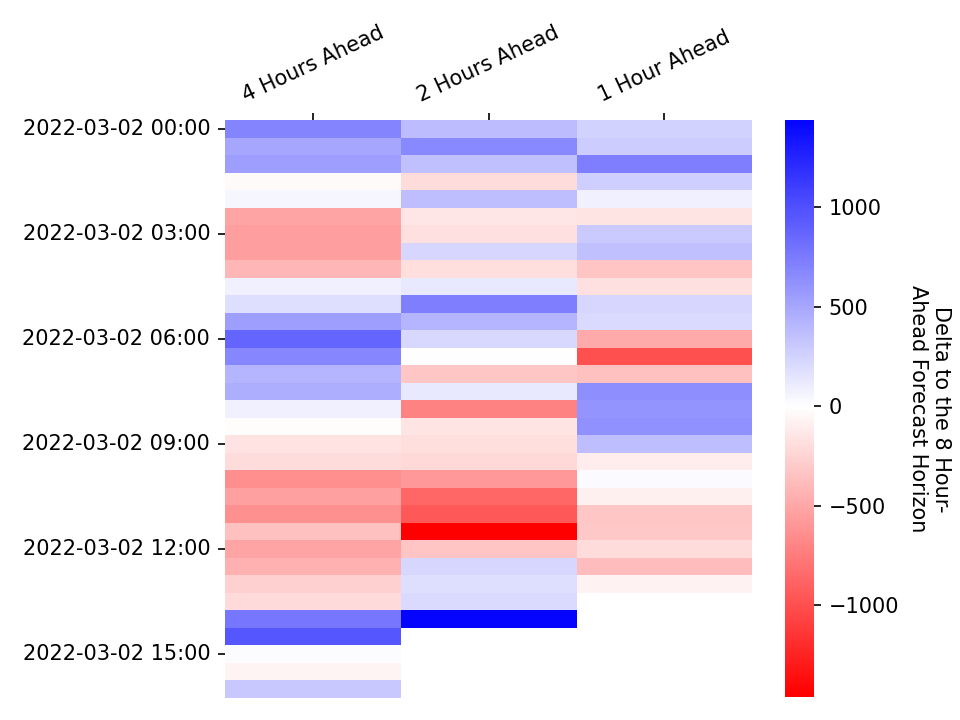 4 Hours Ahead
2 Hours Ahead
1 Hour Ahead
2022-03-02 00:00
2022-03-02 03:00
2022-03-02 06:00
2022-03-02 09:00
2022-03-02 12:00
2022-03-02 15:00
1000
500
0
−500
−1000
Delta to the 8 Hour-
Ahead Forecast Horizon